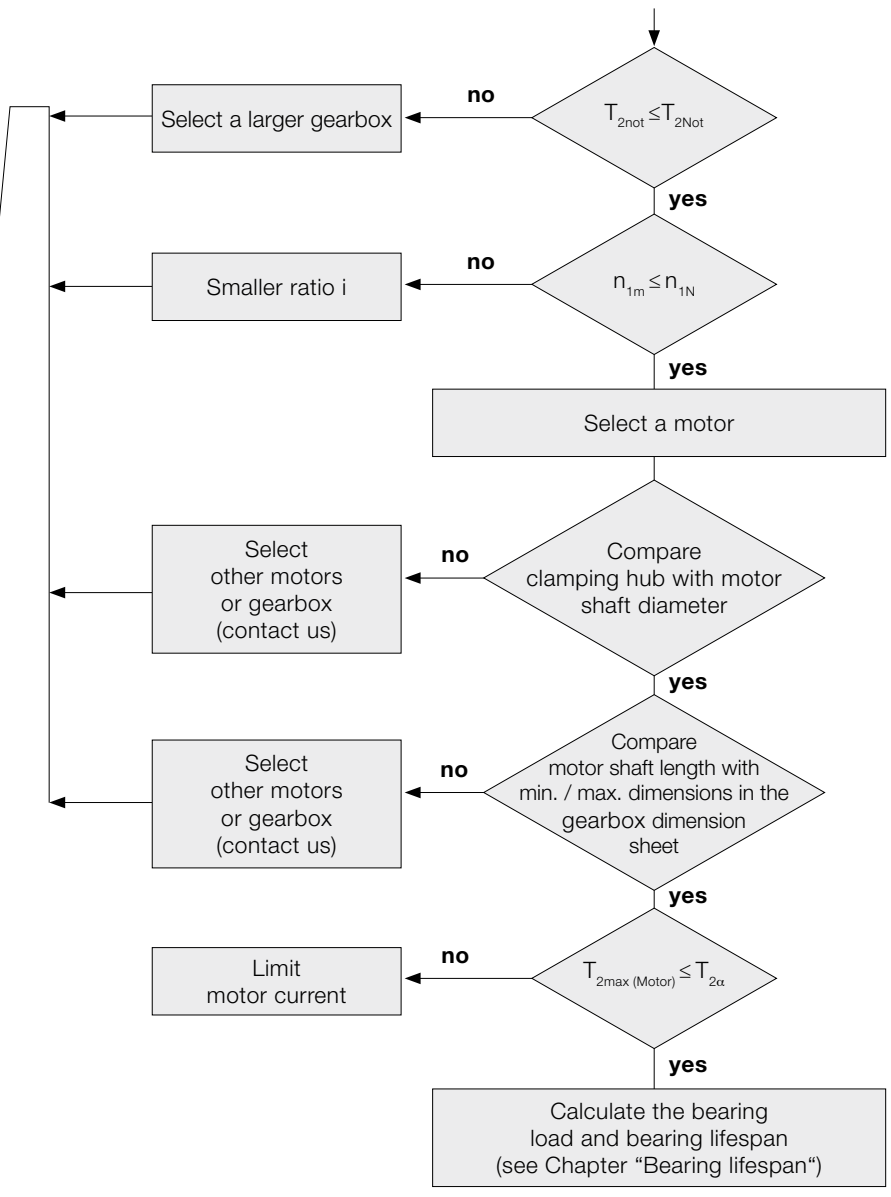 T2not ≤ T2Not
no
Select a larger gearbox
yes
n1m ≤ n1N
no
Smaller ratio i
yes
Select a motor
Compare
clamping hub with motor
shaft diameter
no
Select
other motors
or gearbox
(contact us)
yes
Compare
motor shaft length with
min. / max. dimensions in the
gearbox dimension
sheet
no
Select
other motors
or gearbox
(contact us)
yes
T2max (Motor) ≤ T2α
no
Limit
motor current
yes
Calculate the bearing
load and bearing lifespan
(see Chapter “Bearing lifespan“)